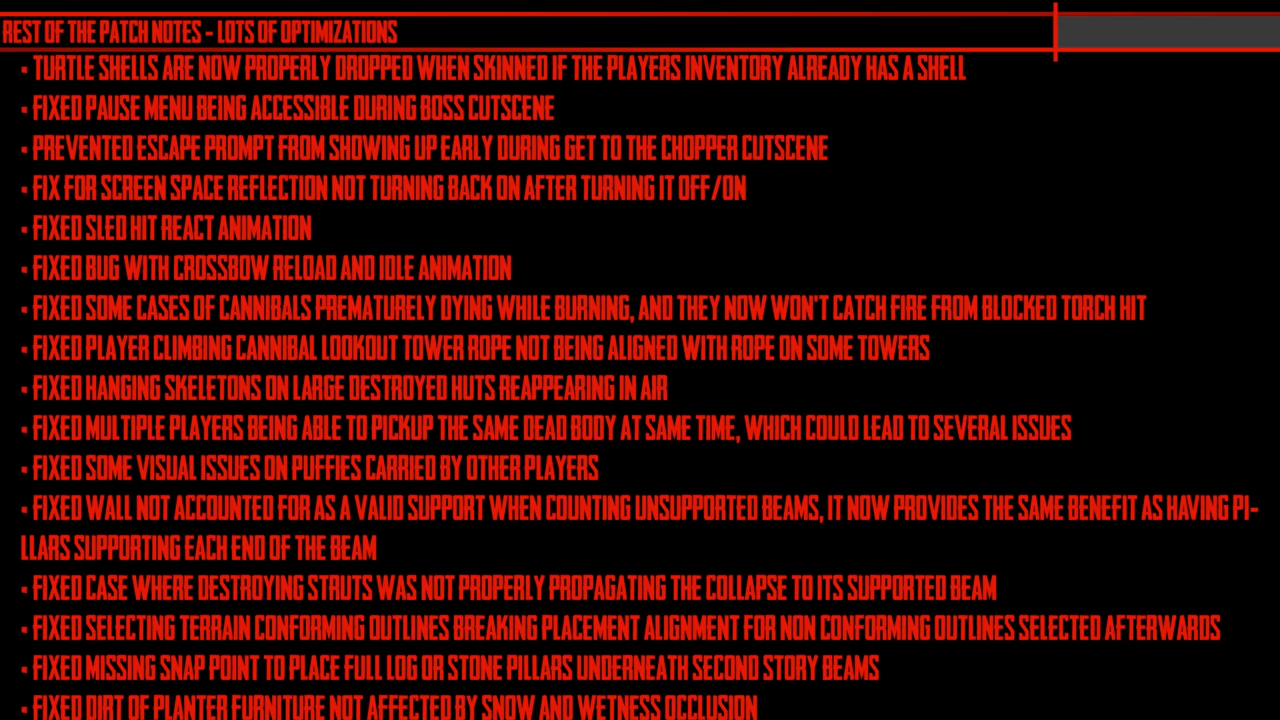 REST OF THE PATCH NOTES - LOTS OF OPTIMIZATIONS
• TURTLE SHELLS ARE NOW PROPERLY DROPPED WHEN SKINNED IF THE PLAYERS INVENTORY ALREADY HAS A SHELL
• FIXED PAUSE MENU BEING ACCESSIBLE DURING BOSS CUTSCENE
• PREVENTED ESCAPE PROMPT FROM SHOWING UP EARLY DURING GET TO THE CHOPPER CUTSCENE
• FIX FOR SCREEN SPACE REFLECTION NOT TURNING BACK ON AFTER TURNING IT OFF/ON
• FIXED SLED HIT REACT ANIMATION
• FIXED BUG WITH CROSSBOW RELOAD AND IDLE ANIMATION
• FIXED SOME CASES OF CANNIBALS PREMATURELY DYING WHILE BURNING, AND THEY NOW WON'T CATCH FIRE FROM BLOCKED TORCH HIT
• FIXED PLAYER CLIMBING CANNIBAL LOOKOUT TOWER ROPE NOT BEING ALIGNED WITH ROPE ON SOME TOWERS
• FIXED HANGING SKELETONS ON LARGE DESTROYED HUTS REAPPEARING IN AIR
• FIXED MULTIPLE PLAYERS BEING ABLE TO PICKUP THE SAME DEAD BODY AT SAME TIME, WHICH COULD LEAD TO SEVERAL ISSUES
• FIXED SOME VISUAL ISSUES ON PUFFIES CARRIED BY OTHER PLAYERS
• FIXED WALL NOT ACCOUNTED FOR AS A VALID SUPPORT WHEN COUNTING UNSUPPORTED BEAMS, IT NOW PROVIDES THE SAME BENEFIT AS HAVING PI-
LLARS SUPPORTING EACH END OF THE BEAM
• FIXED CASE WHERE DESTROYING STRUTS WAS NOT PROPERLY PROPAGATING THE COLLAPSE TO ITS SUPPORTED BEAM
• FIXED SELECTING TERRAIN CONFORMING OUTLINES BREAKING PLACEMENT ALIGNMENT FOR NON CONFORMING OUTLINES SELECTED AFTERWARDS
• FIXED MISSING SNAP POINT TO PLACE FULL LOG OR STONE PILLARS UNDERNEATH SECOND STORY BEAMS
• FIXED DIRT OF PLANTER FURNITURE NOT AFFECTED BY SNOW AND WETNESS OCCLUSION